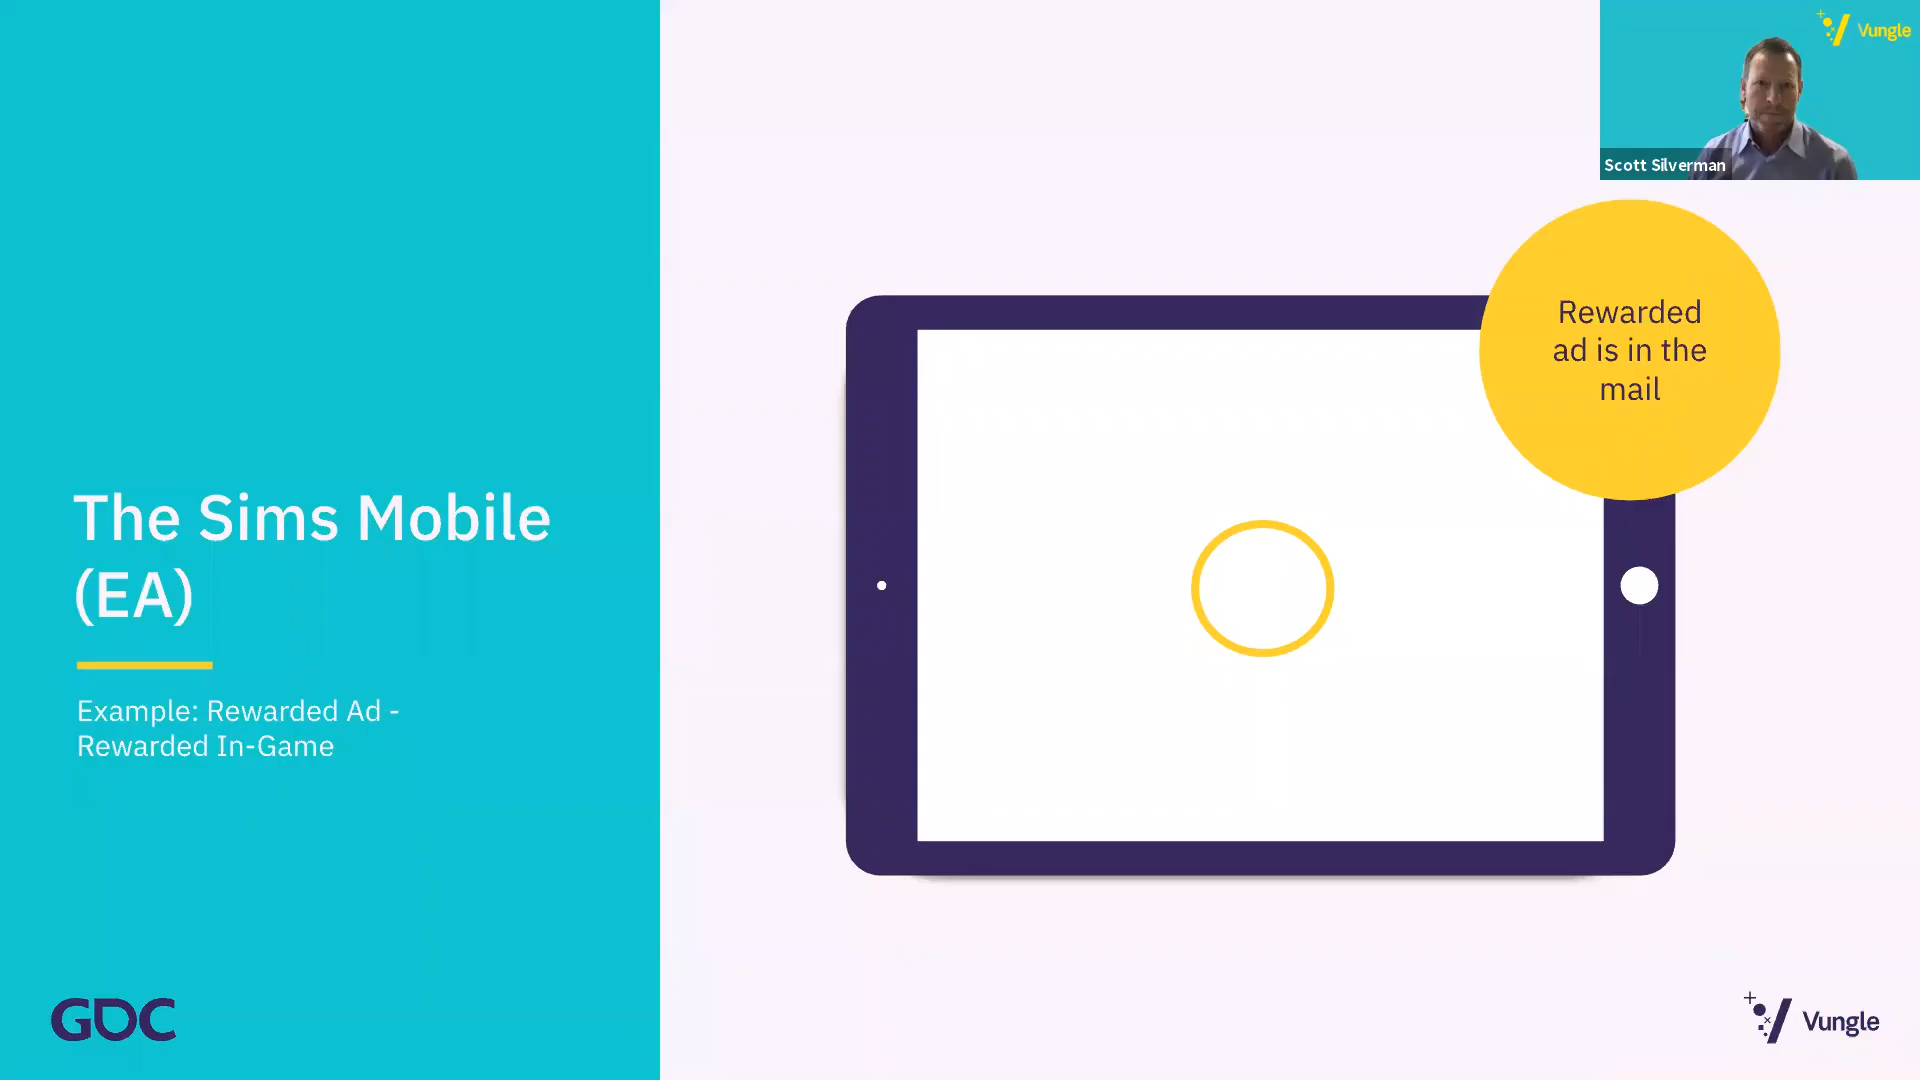 Vungle
Scott Silverman
Rewarded
ad is in the
mail
The Sims Mobile
(EA)
Example: Rewarded Ad -
Rewarded In-Game
GDC
Vungle